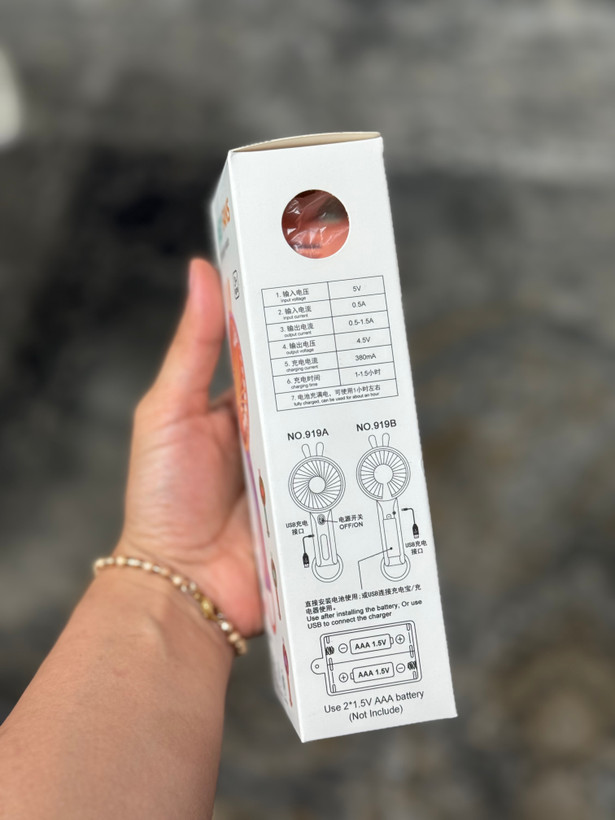 1. 输入电压
input voltage
5V
2. 输入电流
input current
0.5A
3. 输出电流
output current
0.5-1.5A
4. 输出电压
output voltage
4.5V
5. 充电电流
charging current
380mA
6. 充电时间
charging time
1-1.5小时
7. 电池充满电，可使用1小时左右
fully charged, can be used for about an hour
NO.919A
NO.919B
USB充电
接口
电源开关
OFF/ON
USB充电
接口
直接安装电池使用；或USB连接充电宝/充
电器使用。
Use after installing the battery, Or use
USB to connect the charger
AAA 1.5V
AAA 1.5V
Use 2*1.5V AAA battery
(Not Include)